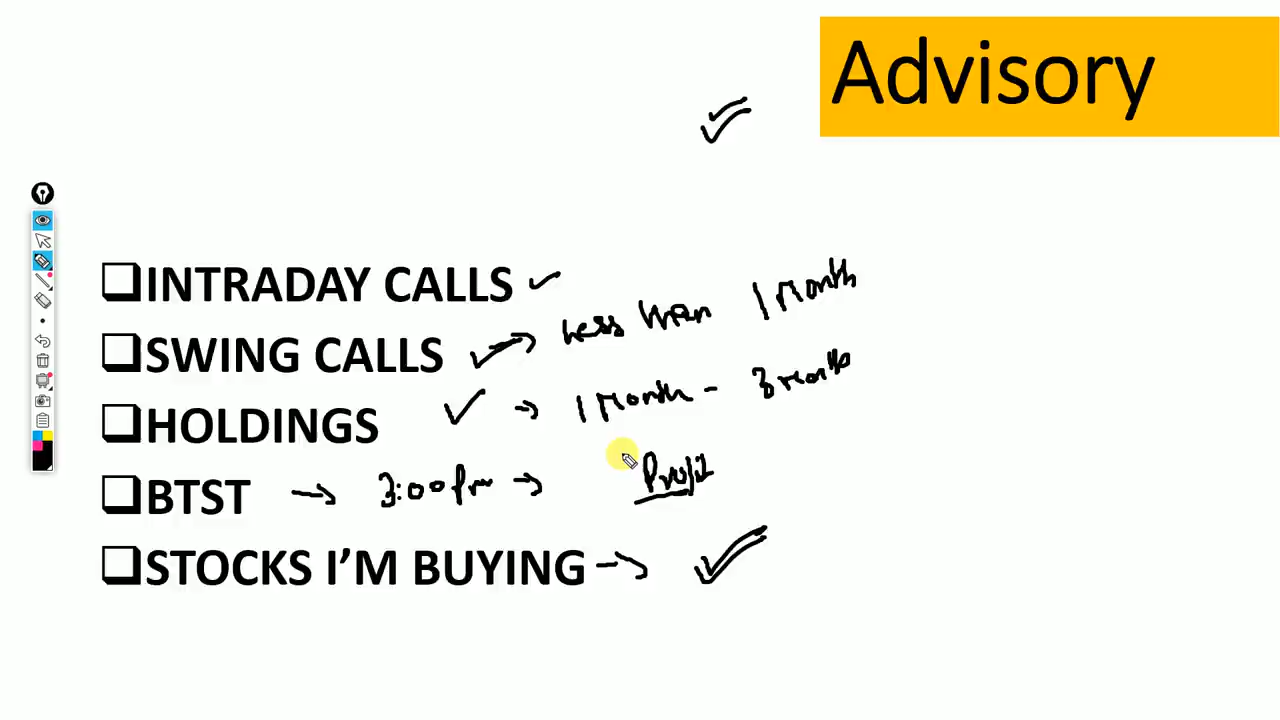 Advisory
INTRADAY CALLS
SWING CALLS → Less than 1 Month
HOLDINGS → 1 Month - 3 month
BTST → 3:00 Pm → Profit
STOCKS I'M BUYING →